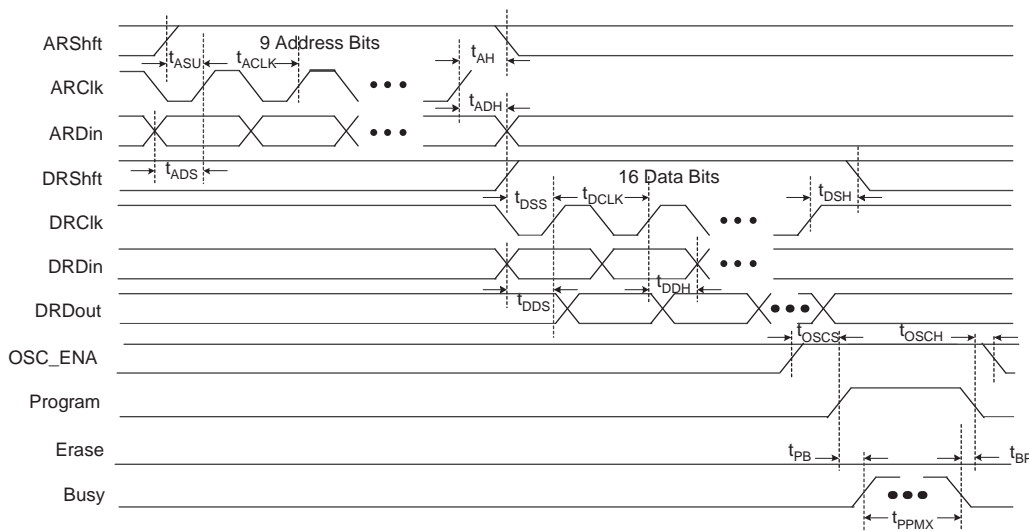 ARShft
9 Address Bits
tASU
tACLK
tAH
ARClk
tADH
ARDin
tADS
DRShft
16 Data Bits
tDSS
tDCLK
tDSH
DRClk
DRDin
tDDS
tDDH
DRDout
tOSCS
tOSCH
OSC_ENA
Program
Erase
tPB
Busy
tPPMX